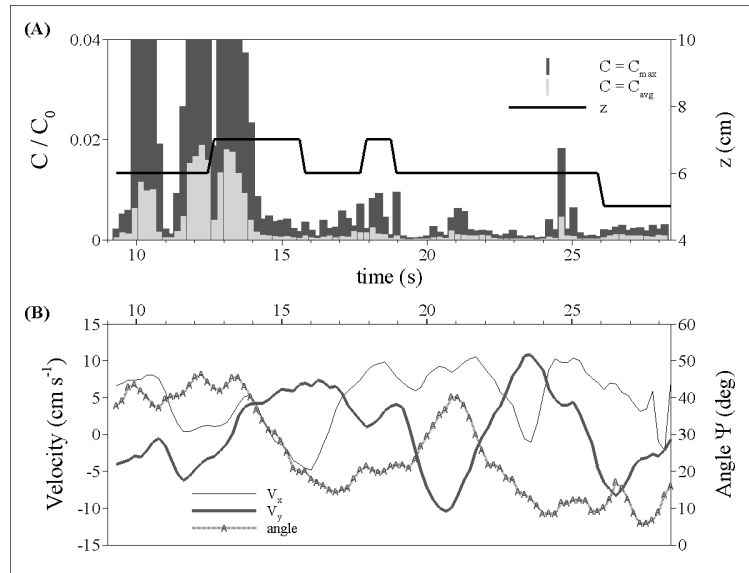 (A)
0.04
0.02
0
C / C0
10
8
6
4
z (cm)
C = Cmax
C = Cavg
z
10 15 20 25
time (s)
(B)
10 15 20 25
15
10
5
0
-5
-10
-15
Velocity (cm s-1)
60
50
40
30
20
10
0
Angle Ψ (deg)
Vx
Vy
angle